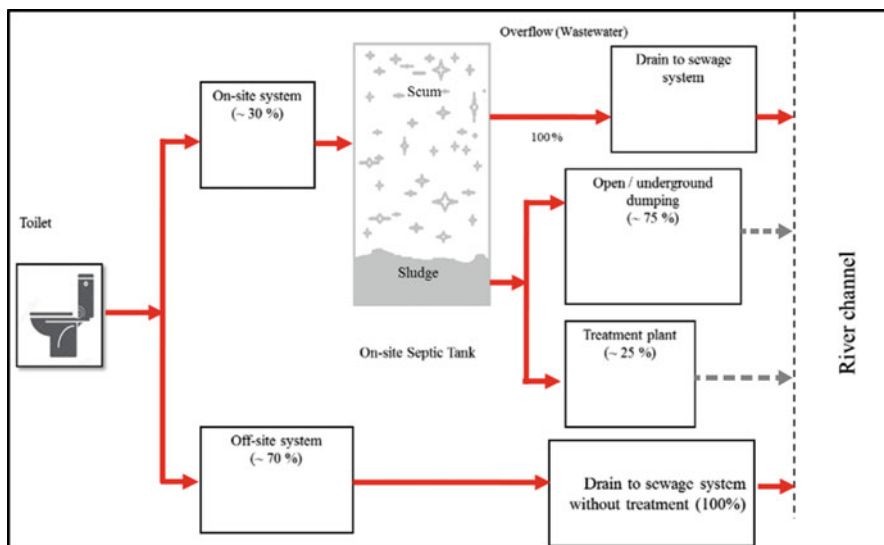 Toilet
On-site system
(~ 30 %)
Scum
Sludge
On-site Septic Tank
Overflow (Wastewater)
100%
Drain to sewage
system
Open / underground
dumping
(~ 75 %)
Treatment plant
(~ 25 %)
Off-site system
(~ 70 %)
Drain to sewage system
without treatment (100%)
River channel